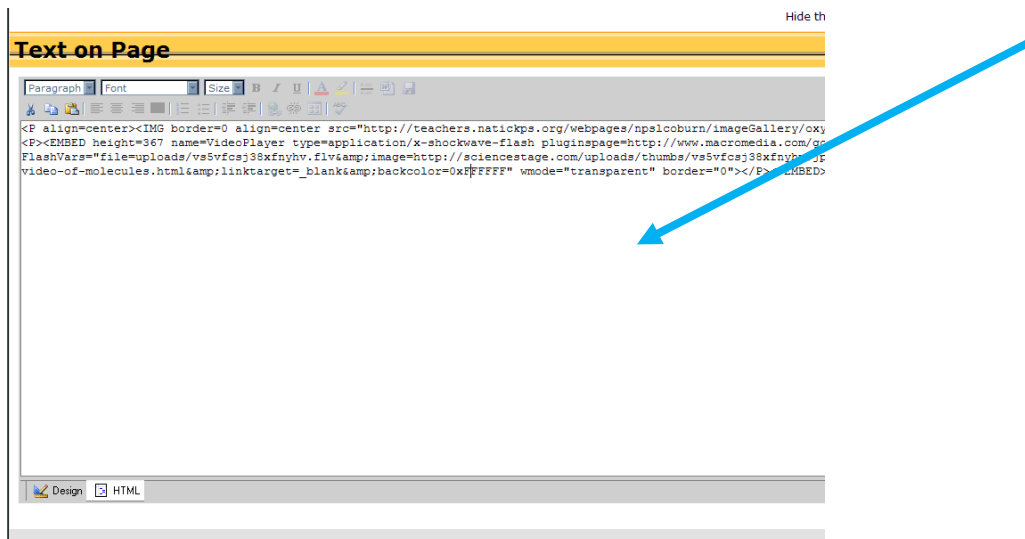 Hide th
Text on Page
Paragraph Font Size B I U A
<P align=center><IMG border=0 align=center src="http://teachers.natickps.org/webpages/npslcoburn/imageGallery/oxy
<P><EMBED height=367 name=VideoPlayer type=application/x-shockwave-flash pluginspage=http://www.macromedia.com/go
FlashVars="file=uploads/vs5vfcsj38xfnyhv.flv&amp;image=http://sciencestage.com/uploads/thumbs/vs5vfcsj38xfnyhv.jp
video-of-molecules.html&amp;linktarget=_blank&amp;backcolor=0xFFFFFF" wmode="transparent" border="0"></P></EMBED>
Design HTML